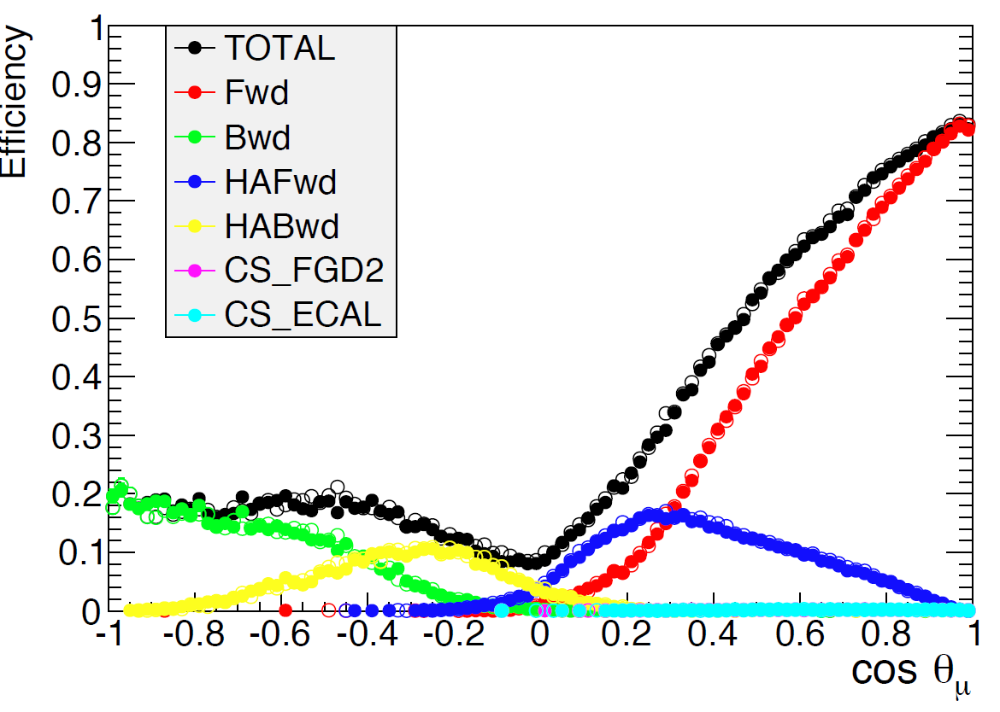 Efficiency
1
0.9
0.8
0.7
0.6
0.5
0.4
0.3
0.2
0.1
0
TOTAL
Fwd
Bwd
HAFwd
HABwd
CS_FGD2
CS_ECAL
-1 -0.8 -0.6 -0.4 -0.2 0 0.2 0.4 0.6 0.8 1
cos θμ